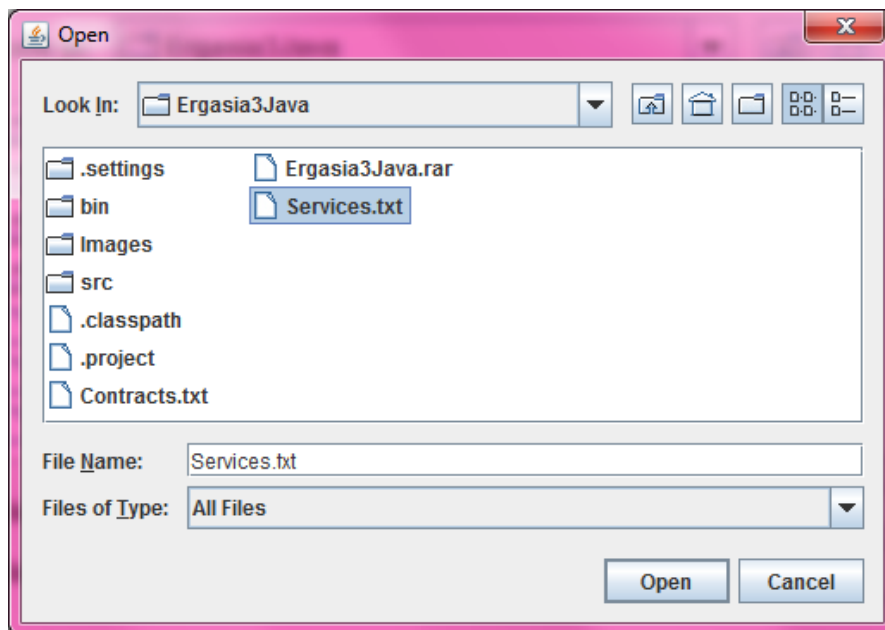 Open
Look In: Ergasia3Java
.settings
bin
Images
src
.classpath
.project
Contracts.txt
Ergasia3Java.rar
Services.txt
File Name: Services.txt
Files of Type: All Files
Open Cancel